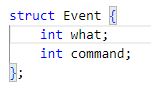 struct Event {
    int what;
    int command;
};